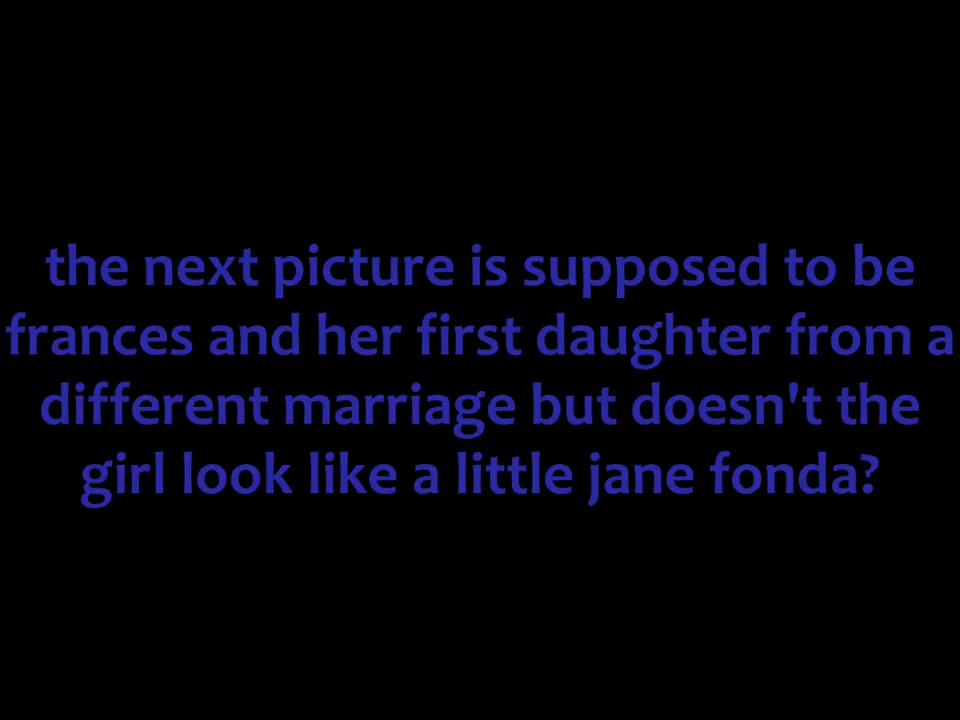 the next picture is supposed to be
frances and her first daughter from a
different marriage but doesn't the
girl look like a little jane fonda?